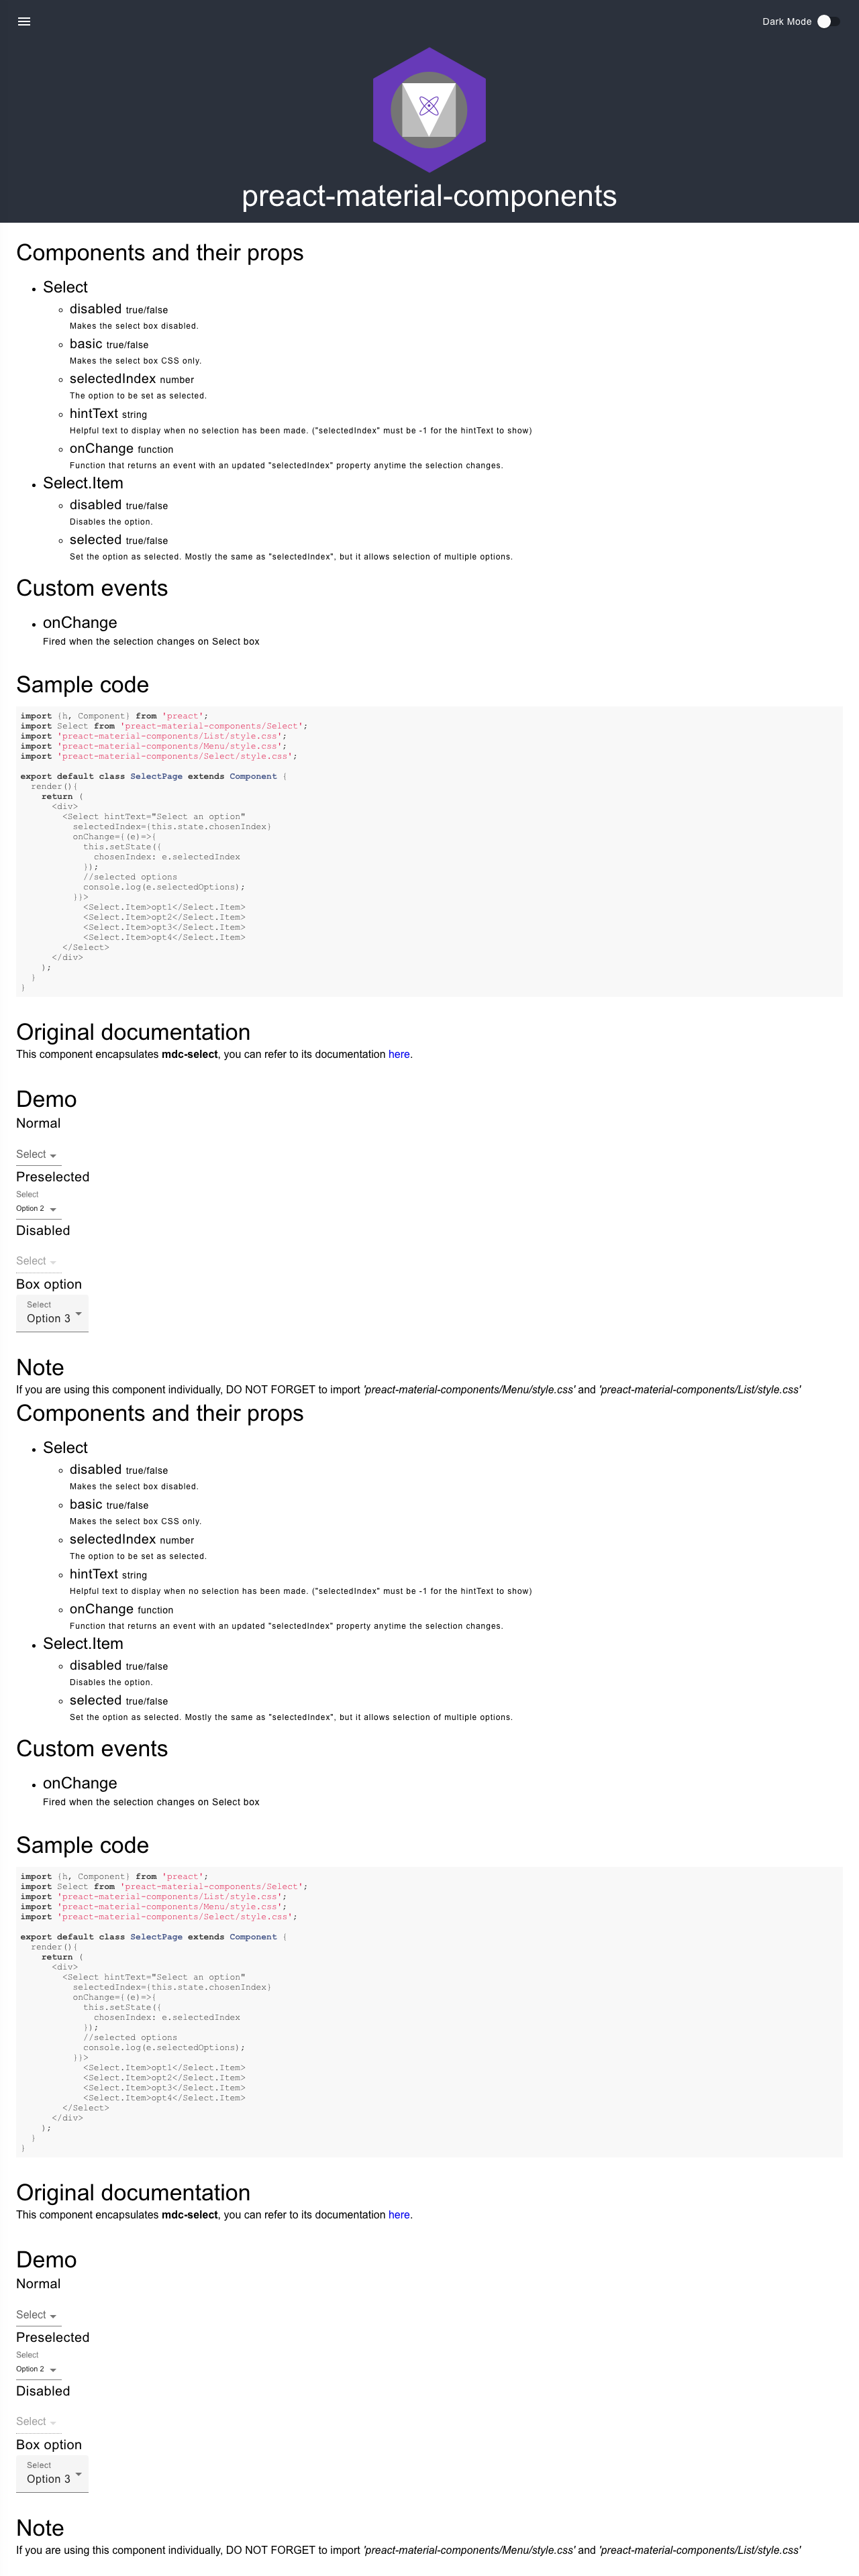 Dark Mode
preact-material-components
Components and their props
Select
disabled true/false
Makes the select box disabled.
basic true/false
Makes the select box CSS only.
selectedIndex number
The option to be set as selected.
hintText string
Helpful text to display when no selection has been made. ("selectedIndex" must be -1 for the hintText to show)
onChange function
Function that returns an event with an updated "selectedIndex" property anytime the selection changes.
Select.Item
disabled true/false
Disables the option.
selected true/false
Set the option as selected. Mostly the same as "selectedIndex", but it allows selection of multiple options.
Custom events
onChange
Fired when the selection changes on Select box
Sample code
import {h, Component} from 'preact';
import Select from 'preact-material-components/Select';
import 'preact-material-components/List/style.css';
import 'preact-material-components/Menu/style.css';
import 'preact-material-components/Select/style.css';
export default class SelectPage extends Component {
render(){
return (
<div>
<Select hintText="Select an option"
selectedIndex={this.state.chosenIndex}
onChange={(e)=>{
this.setState({
chosenIndex: e.selectedIndex
});
//selected options
console.log(e.selectedOptions);
}}>
<Select.Item>opt1</Select.Item>
<Select.Item>opt2</Select.Item>
<Select.Item>opt3</Select.Item>
<Select.Item>opt4</Select.Item>
</Select>
</div>
);
}
}
Original documentation
This component encapsulates mdc-select, you can refer to its documentation here.
Demo
Normal
Select
Preselected
Select
Option 2
Disabled
Select
Box option
Select
Option 3
Note
If you are using this component individually, DO NOT FORGET to import 'preact-material-components/Menu/style.css' and 'preact-material-components/List/style.css'
Components and their props
Select
disabled true/false
Makes the select box disabled.
basic true/false
Makes the select box CSS only.
selectedIndex number
The option to be set as selected.
hintText string
Helpful text to display when no selection has been made. ("selectedIndex" must be -1 for the hintText to show)
onChange function
Function that returns an event with an updated "selectedIndex" property anytime the selection changes.
Select.Item
disabled true/false
Disables the option.
selected true/false
Set the option as selected. Mostly the same as "selectedIndex", but it allows selection of multiple options.
Custom events
onChange
Fired when the selection changes on Select box
Sample code
import {h, Component} from 'preact';
import Select from 'preact-material-components/Select';
import 'preact-material-components/List/style.css';
import 'preact-material-components/Menu/style.css';
import 'preact-material-components/Select/style.css';
export default class SelectPage extends Component {
render(){
return (
<div>
<Select hintText="Select an option"
selectedIndex={this.state.chosenIndex}
onChange={(e)=>{
this.setState({
chosenIndex: e.selectedIndex
});
//selected options
console.log(e.selectedOptions);
}}>
<Select.Item>opt1</Select.Item>
<Select.Item>opt2</Select.Item>
<Select.Item>opt3</Select.Item>
<Select.Item>opt4</Select.Item>
</Select>
</div>
);
}
}
Original documentation
This component encapsulates mdc-select, you can refer to its documentation here.
Demo
Normal
Select
Preselected
Select
Option 2
Disabled
Select
Box option
Select
Option 3
Note
If you are using this component individually, DO NOT FORGET to import 'preact-material-components/Menu/style.css' and 'preact-material-components/List/style.css'